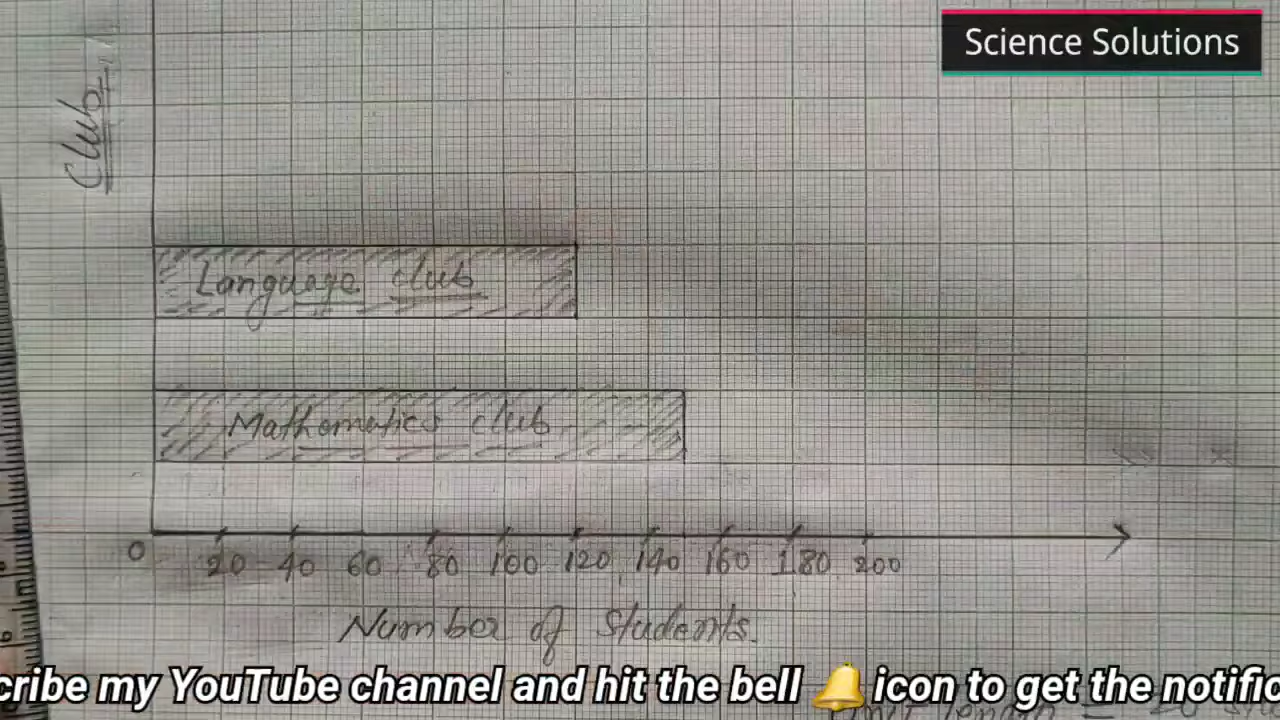 Science Solutions
Club
Language club
Mathematics club
0 20 40 60 80 100 120 140 160 180 200
Number of Students.
cribe my YouTube channel and hit the bell 🔔 icon to get the notific